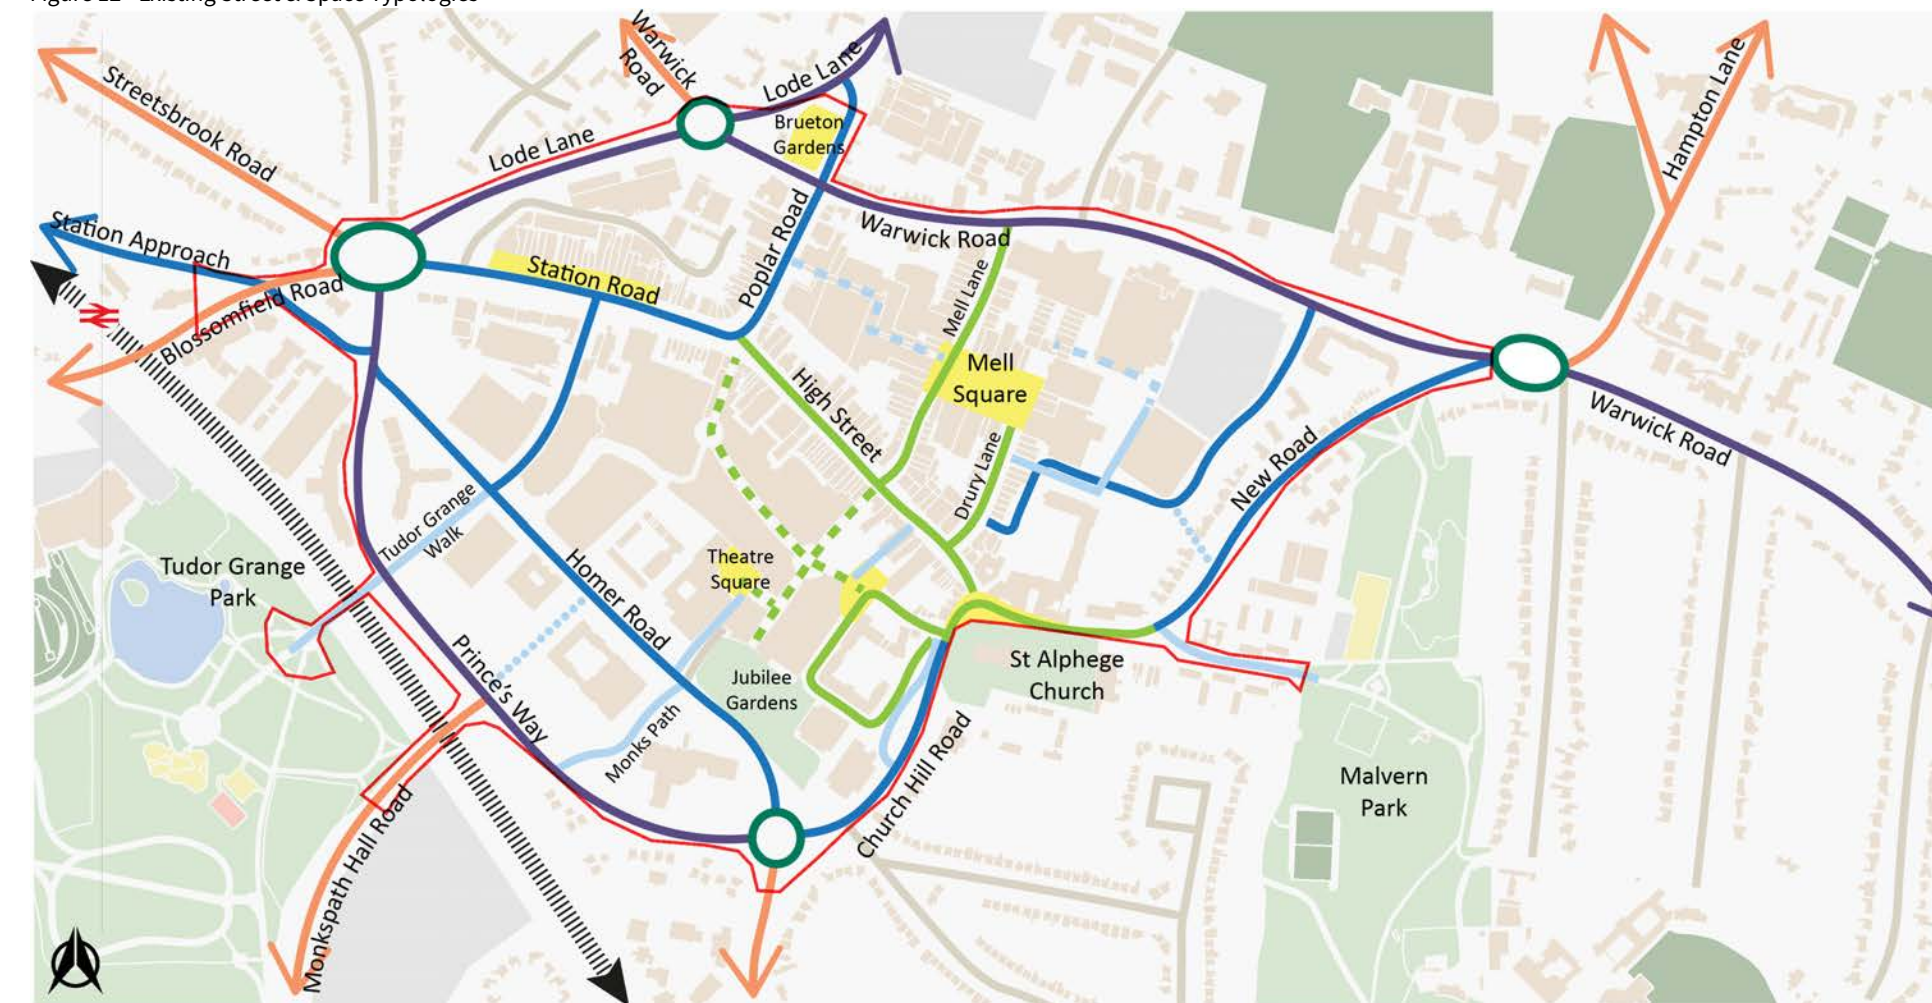 Figure 22 - Existing Street & Space Typologies
Warwick
Road
Lode Lane
Streetsbrook Road
Lode Lane
Brueton
Gardens
Hampton Lane
Station Approach
Station Road
Poplar Road
Warwick Road
Blossomfield Road
Mell Lane
Mell
Square
High Street
Warwick Road
Drury Lane
New Road
Tudor Grange
Walk
Theatre
Square
Homer Road
Tudor Grange
Park
Prince's Way
Jubilee
Gardens
St Alphege
Church
Monks Path
Church Hill Road
Malvern
Park
Monkspath Hall Road